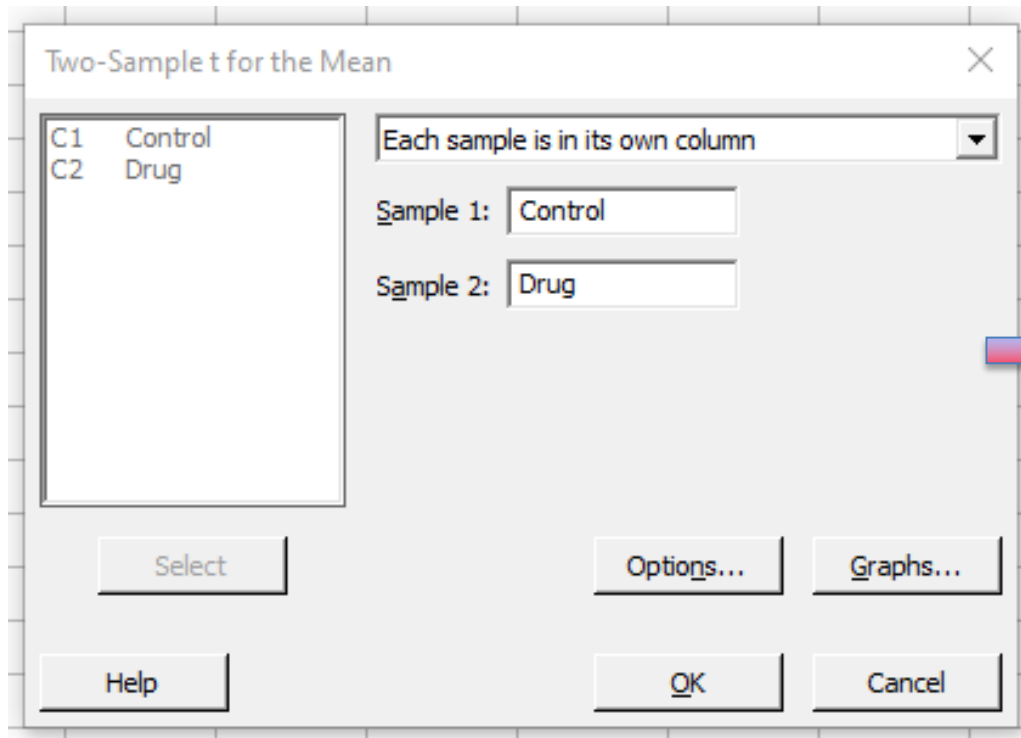 Two-Sample t for the Mean
C1 Control
C2 Drug
Each sample is in its own column
Sample 1: Control
Sample 2: Drug
Select
Options...
Graphs...
Help
OK
Cancel